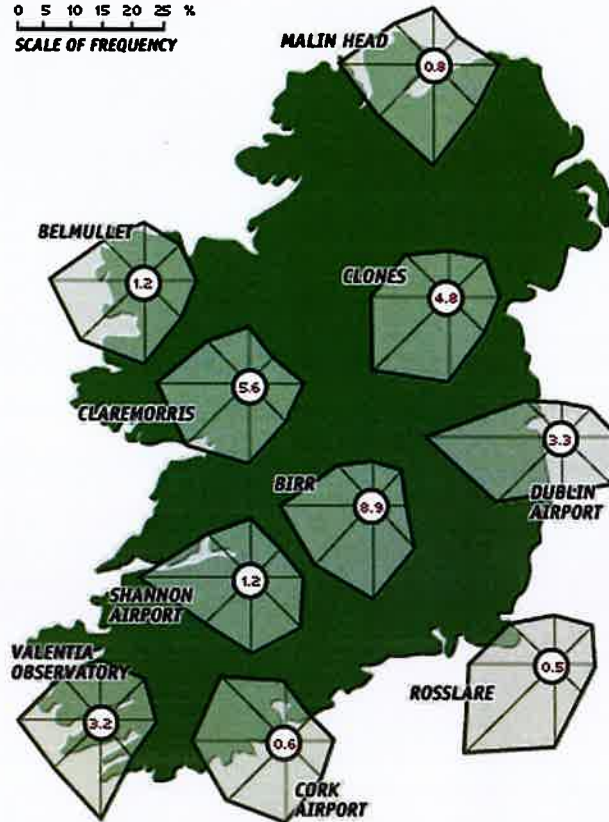 0 5 10 15 20 25 %
SCALE OF FREQUENCY
MALIN HEAD
0.8
BELMULLET
1.2
CLONES
4.8
CLAREMORRIS
5.6
3.3
DUBLIN
AIRPORT
BIRR
8.9
SHANNON
AIRPORT
1.2
VALENTIA
OBSERVATORY
3.2
ROSSLARE
0.5
0.6
CORK
AIRPORT